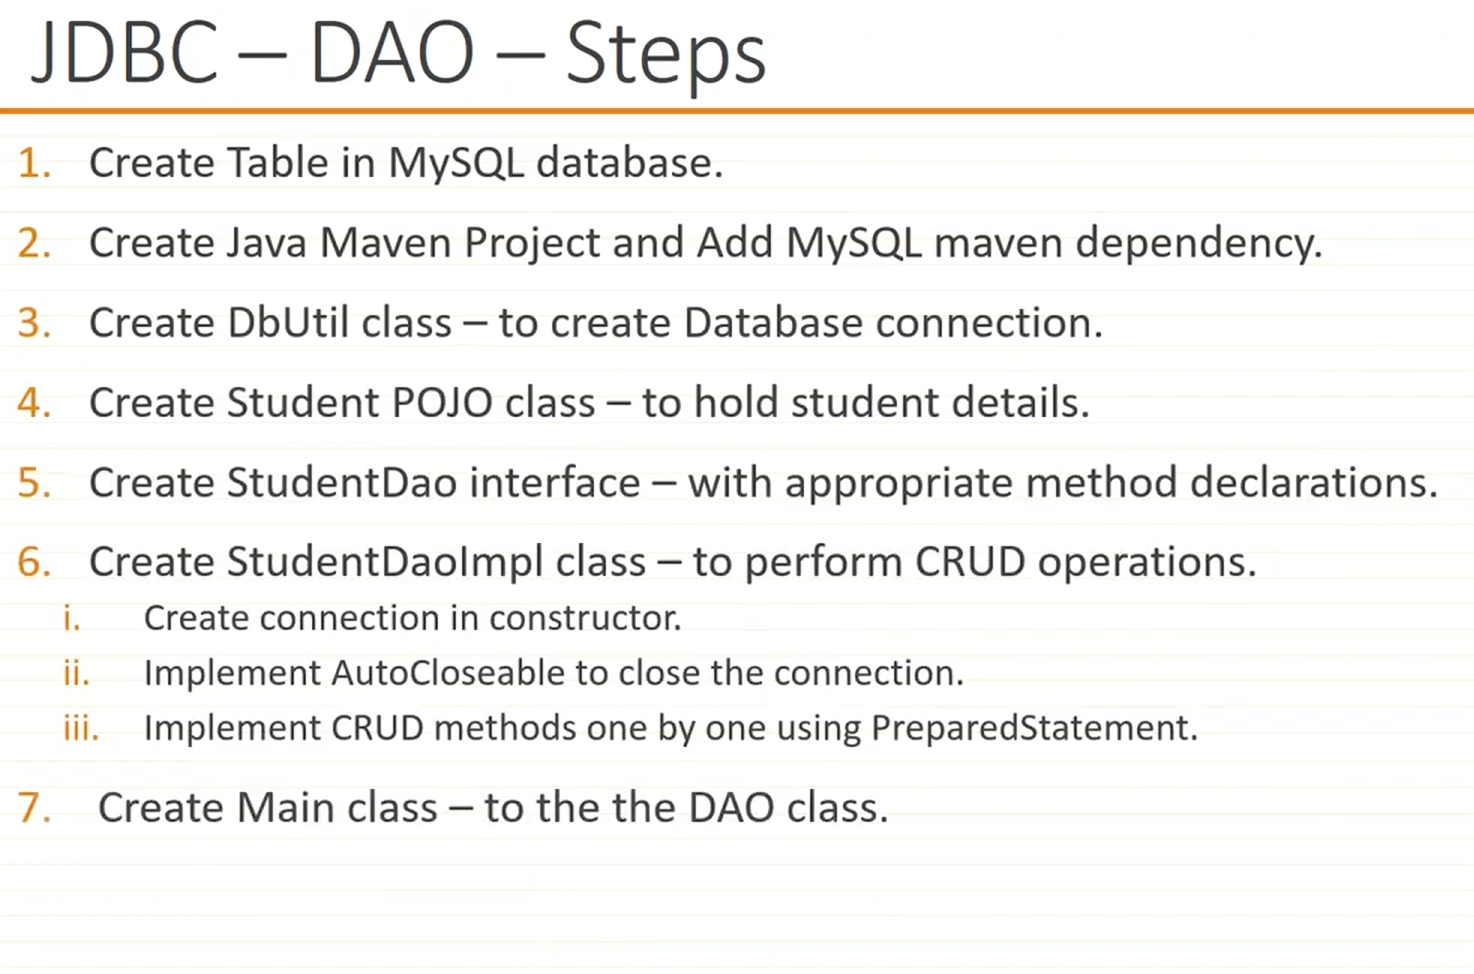 JDBC – DAO – Steps
1. Create Table in MySQL database.
2. Create Java Maven Project and Add MySQL maven dependency.
3. Create DbUtil class – to create Database connection.
4. Create Student POJO class – to hold student details.
5. Create StudentDao interface – with appropriate method declarations.
6. Create StudentDaoImpl class – to perform CRUD operations.
i. Create connection in constructor.
ii. Implement AutoCloseable to close the connection.
iii. Implement CRUD methods one by one using PreparedStatement.
7. Create Main class – to the the DAO class.